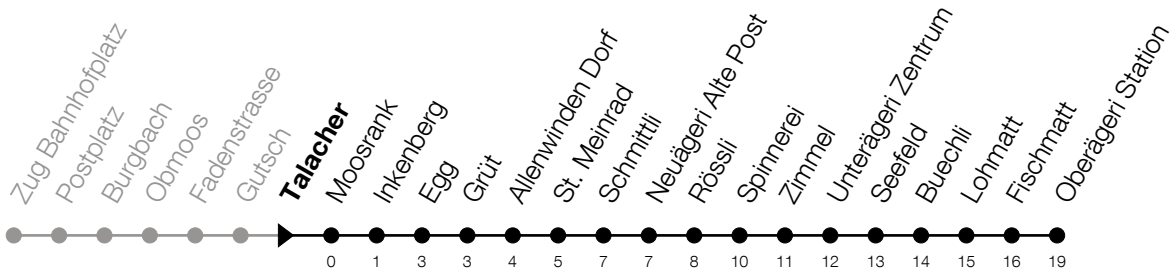 Zug Bahnhofplatz
Postplatz
Burgbach
Obmoos
Fadenstrasse
Gutsch
Talacher
Moosrank
Inkenberg
Egg
Grüt
Allenwinden Dorf
St. Meinrad
Schmittli
Neuägeri Alte Post
Rössli
Spinnerei
Zimmel
Unterägeri Zentrum
Seefeld
Buechli
Lohmatt
Fischmatt
Oberägeri Station
0 1 3 3 4 5 7 7 8 10 11 12 13 14 15 16 19